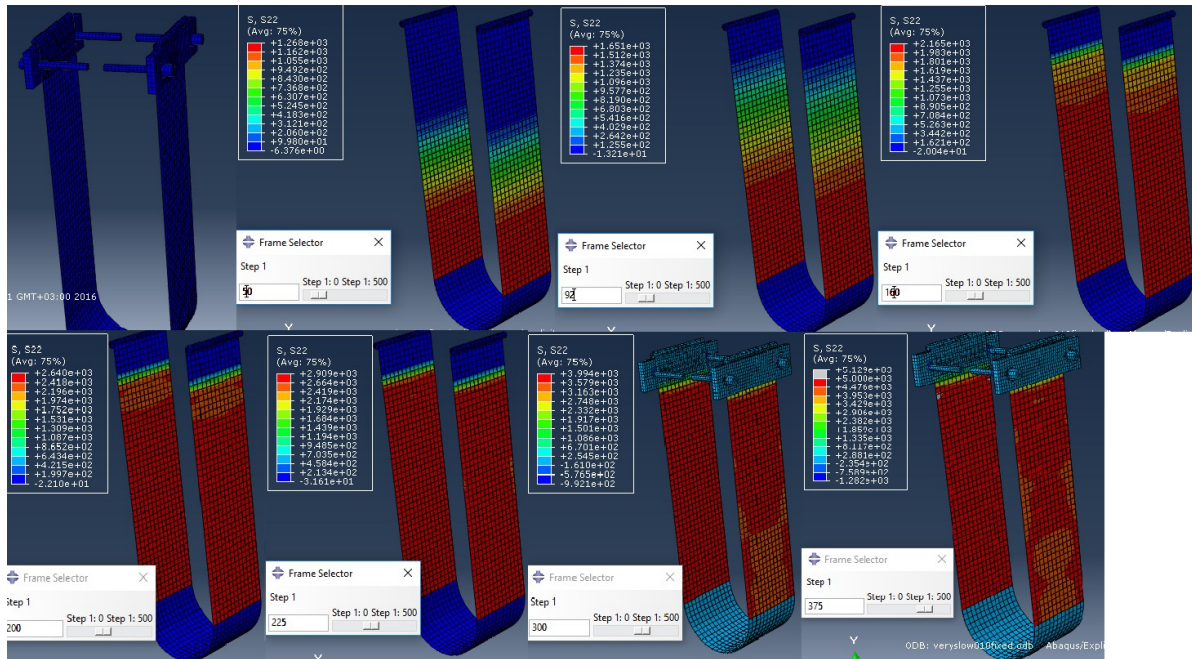 1 GMT+03:00 2016
S, S22
(Avg: 75%)
+1.268e+03
+1.162e+03
+1.055e+03
+9.492e+02
+8.430e+02
+7.368e+02
+6.307e+02
+5.245e+02
+4.183e+02
+3.121e+02
+2.060e+02
+9.980e+01
-6.376e+00
Frame Selector
Step 1
Step 1: 0 Step 1: 500
50
Y
S, S22
(Avg: 75%)
+1.651e+03
+1.512e+03
+1.374e+03
+1.235e+03
+1.096e+03
+9.577e+02
+8.190e+02
+6.803e+02
+5.416e+02
+4.029e+02
+2.642e+02
+1.255e+02
-1.321e+01
Frame Selector
Step 1
Step 1: 0 Step 1: 500
92
Y
S, S22
(Avg: 75%)
+2.165e+03
+1.983e+03
+1.801e+03
+1.619e+03
+1.437e+03
+1.255e+03
+1.073e+03
+8.905e+02
+7.084e+02
+5.263e+02
+3.442e+02
+1.621e+02
-2.004e+01
Frame Selector
Step 1
Step 1: 0 Step 1: 500
160
Y
S, S22
(Avg: 75%)
+2.640e+03
+2.418e+03
+2.196e+03
+1.974e+03
+1.752e+03
+1.531e+03
+1.309e+03
+1.087e+03
+8.652e+02
+6.434e+02
+4.215e+02
+1.997e+02
-2.210e+01
Frame Selector
Step 1
Step 1: 0 Step 1: 500
200
S, S22
(Avg: 75%)
+2.909e+03
+2.664e+03
+2.419e+03
+2.174e+03
+1.929e+03
+1.684e+03
+1.439e+03
+1.194e+03
+9.485e+02
+7.035e+02
+4.584e+02
+2.134e+02
-3.161e+01
Frame Selector
Step 1
Step 1: 0 Step 1: 500
225
Y
S, S22
(Avg: 75%)
+3.994e+03
+3.579e+03
+3.163e+03
+2.748e+03
+2.332e+03
+1.917e+03
+1.501e+03
+1.086e+03
+6.701e+02
+2.545e+02
-1.610e+02
-5.765e+02
-9.921e+02
Frame Selector
Step 1
Step 1: 0 Step 1: 500
300
S, S22
(Avg: 75%)
+5.129e+03
+5.000e+03
+4.476e+03
+3.953e+03
+3.429e+03
+2.906e+03
+2.382e+03
+1.859e+03
+1.335e+03
+8.117e+02
+2.881e+02
-2.354e+02
-7.589e+02
-1.282e+03
Frame Selector
Step 1
Step 1: 0 Step 1: 500
375
Y
ODB: veryslow010fixed.odb Abaqus/Expli